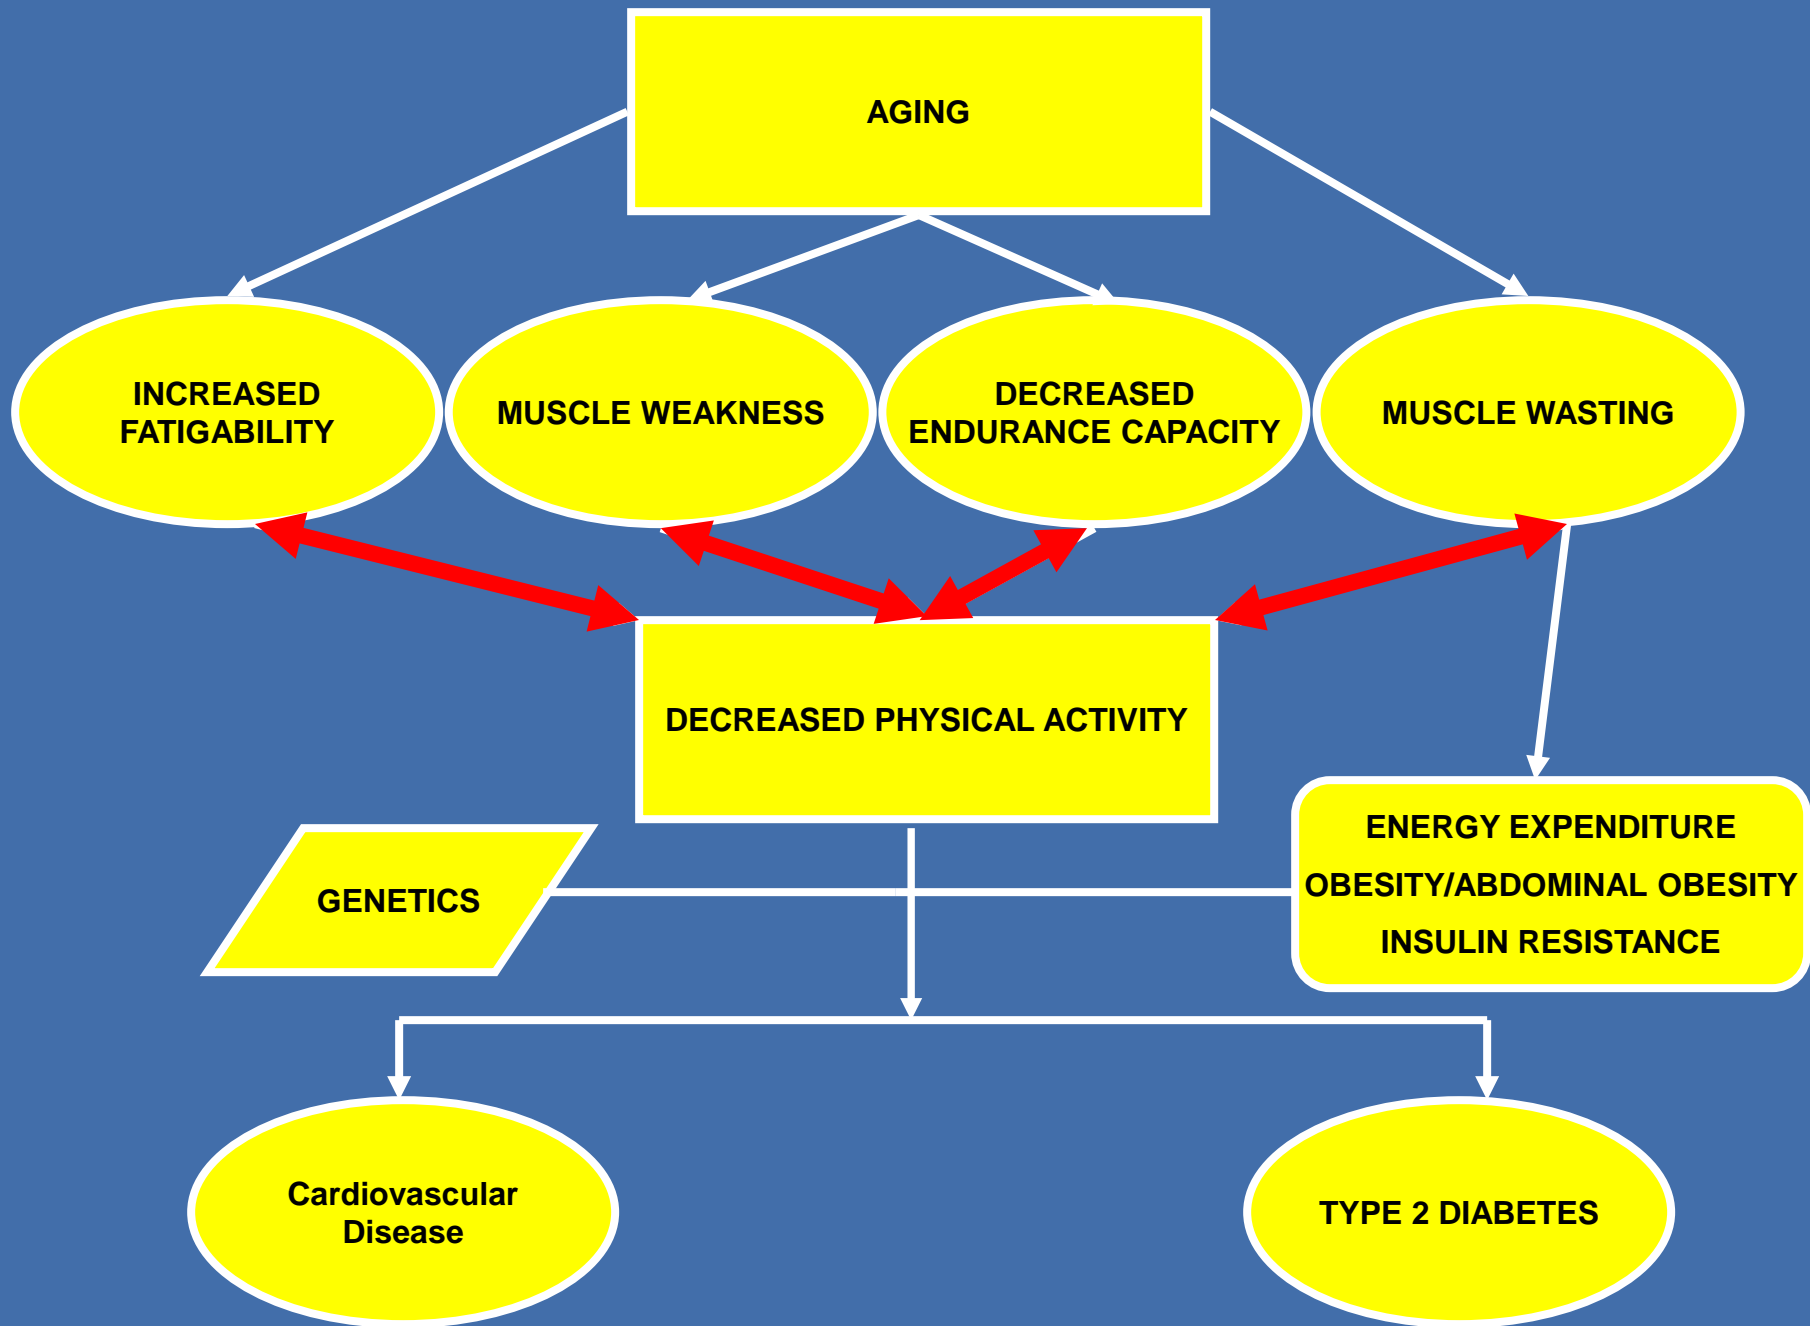 AGING
INCREASED
FATIGABILITY
MUSCLE WEAKNESS
DECREASED
ENDURANCE CAPACITY
MUSCLE WASTING
DECREASED PHYSICAL ACTIVITY
GENETICS
ENERGY EXPENDITURE
OBESITY/ABDOMINAL OBESITY
INSULIN RESISTANCE
Cardiovascular
Disease
TYPE 2 DIABETES